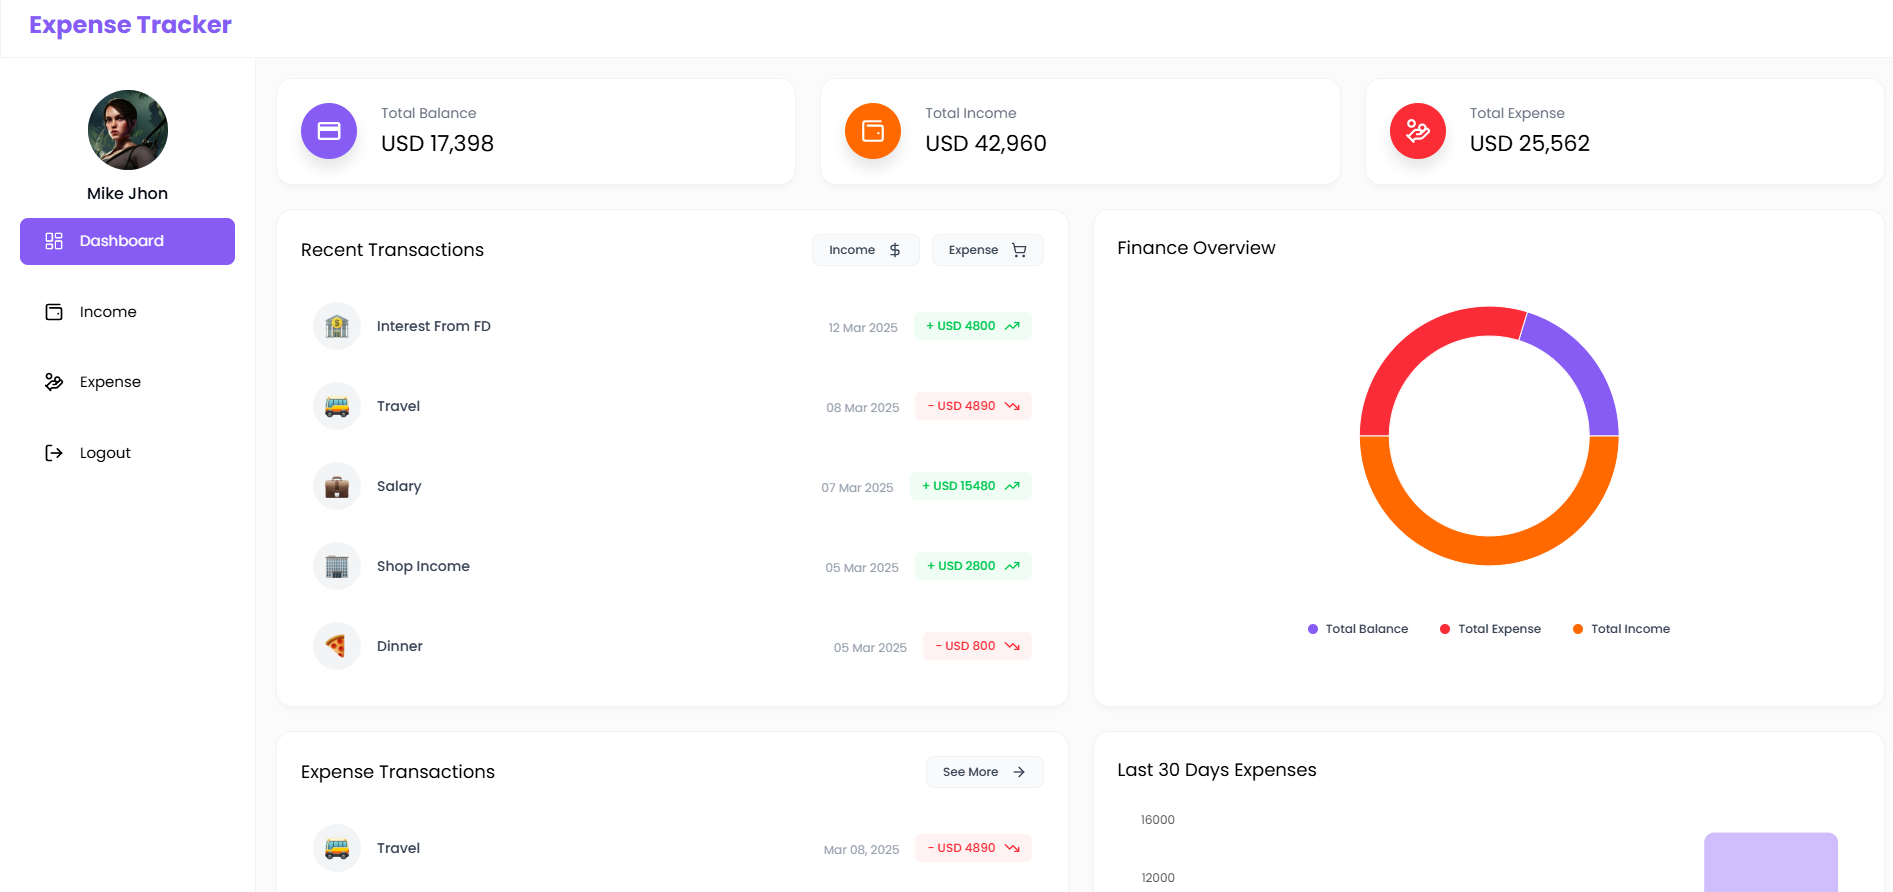 Expense Tracker
Mike Jhon
Dashboard
Income
Expense
Logout
Total Balance
USD 17,398
Total Income
USD 42,960
Total Expense
USD 25,562
Recent Transactions
Income $
Expense
Interest From FD 12 Mar 2025 + USD 4800
Travel 08 Mar 2025 - USD 4890
Salary 07 Mar 2025 + USD 15480
Shop Income 05 Mar 2025 + USD 2800
Dinner 05 Mar 2025 - USD 800
Finance Overview
Total Balance Total Expense Total Income
Expense Transactions
See More
Travel Mar 08, 2025 - USD 4890
Last 30 Days Expenses
16000
12000